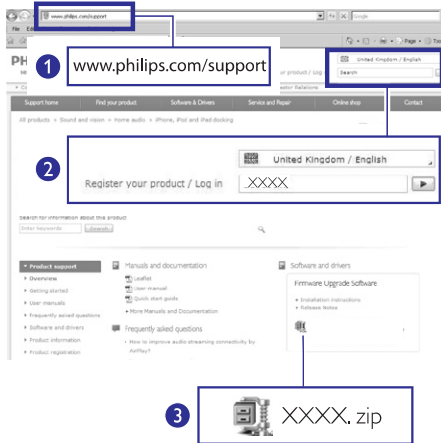 www.philips.com/support
File
Page
1
www.philips.com/support
United Kingdom / English
Search
Support home
Find your product
Software & Drivers
Service and Repair
Online shop
Contact
All products > Sound and vision > Home audio > iPhone, iPod and iPad docking
2
United Kingdom / English
Register your product / Log in
XXXX
Search for information about this product
Enter keywords
Search
Product support
Overview
Getting started
User manuals
Frequently asked questions
Software and drivers
Product information
Product registration
Manuals and documentation
Leaflet
User manual
Quick start guide
More Manuals and Documentation
Frequently asked questions
How to improve audio streaming connectivity by
AirPlay?
Software and drivers
Firmware Upgrade Software
Installation instructions
Release Notes
3
XXXX.zip